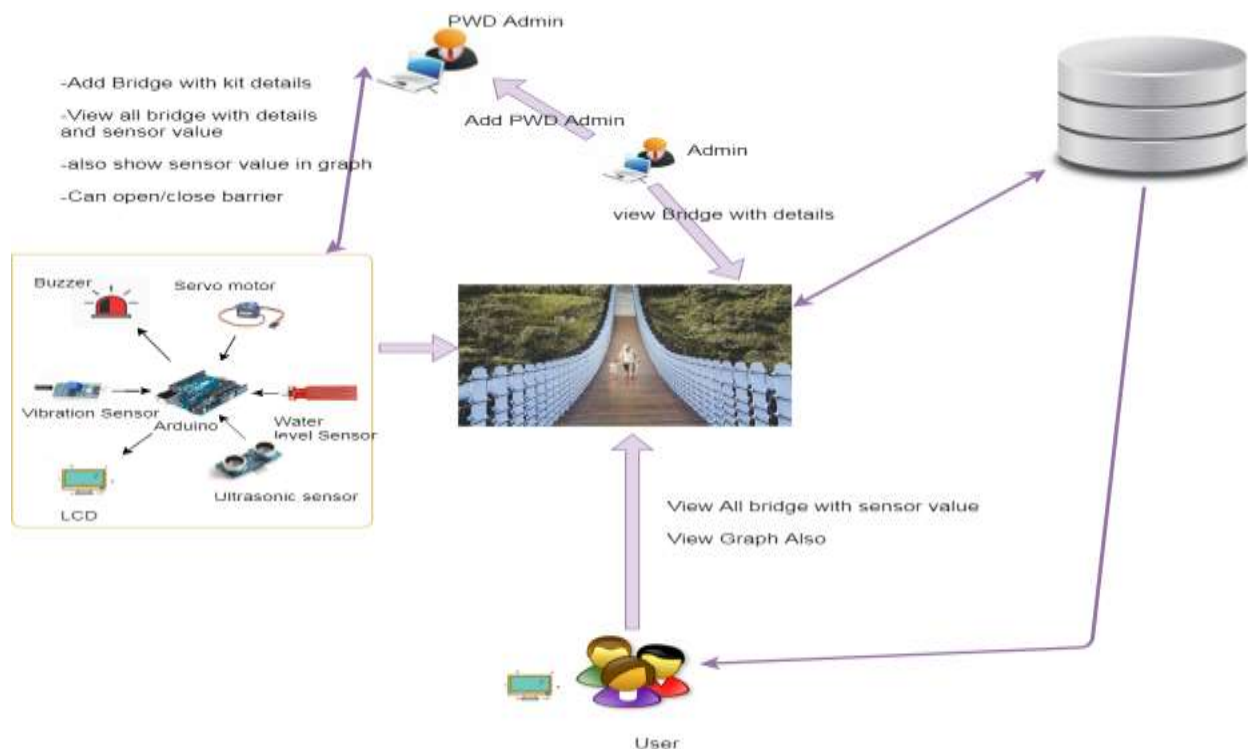 PWD Admin
-Add Bridge with kit details
-View all bridge with details
and sensor value
-also show sensor value in graph
-Can open/close barrier
Add PWD Admin
Admin
view Bridge with details
Buzzer
Servo motor
Vibration Sensor
Arduino
Water
level Sensor
Ultrasonic sensor
LCD
View All bridge with sensor value
View Graph Also
User